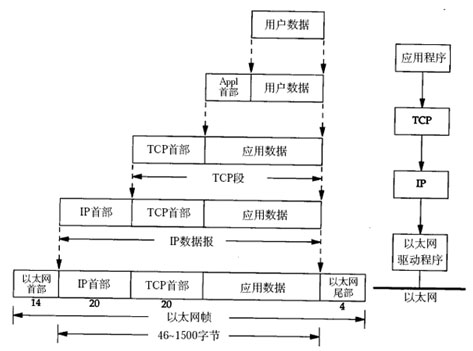 用户数据
应用程序
Appl
首部
用户数据
TCP
TCP首部
应用数据
TCP段
IP
IP首部
TCP首部
应用数据
IP数据报
以太网
驱动程序
以太网
首部
IP首部
TCP首部
应用数据
以太网
尾部
以太网
14
20
20
4
以太网帧
46~1500字节